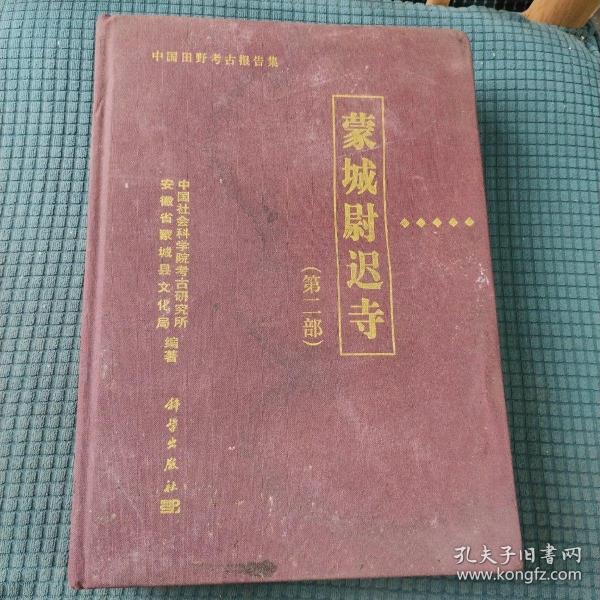 中国田野考古报告集
蒙城尉迟寺
(第二部)
中国社会科学院考古研究所
安徽省蒙城县文化局
编著
科学出版社
孔夫子旧书网
www.kongfz.com